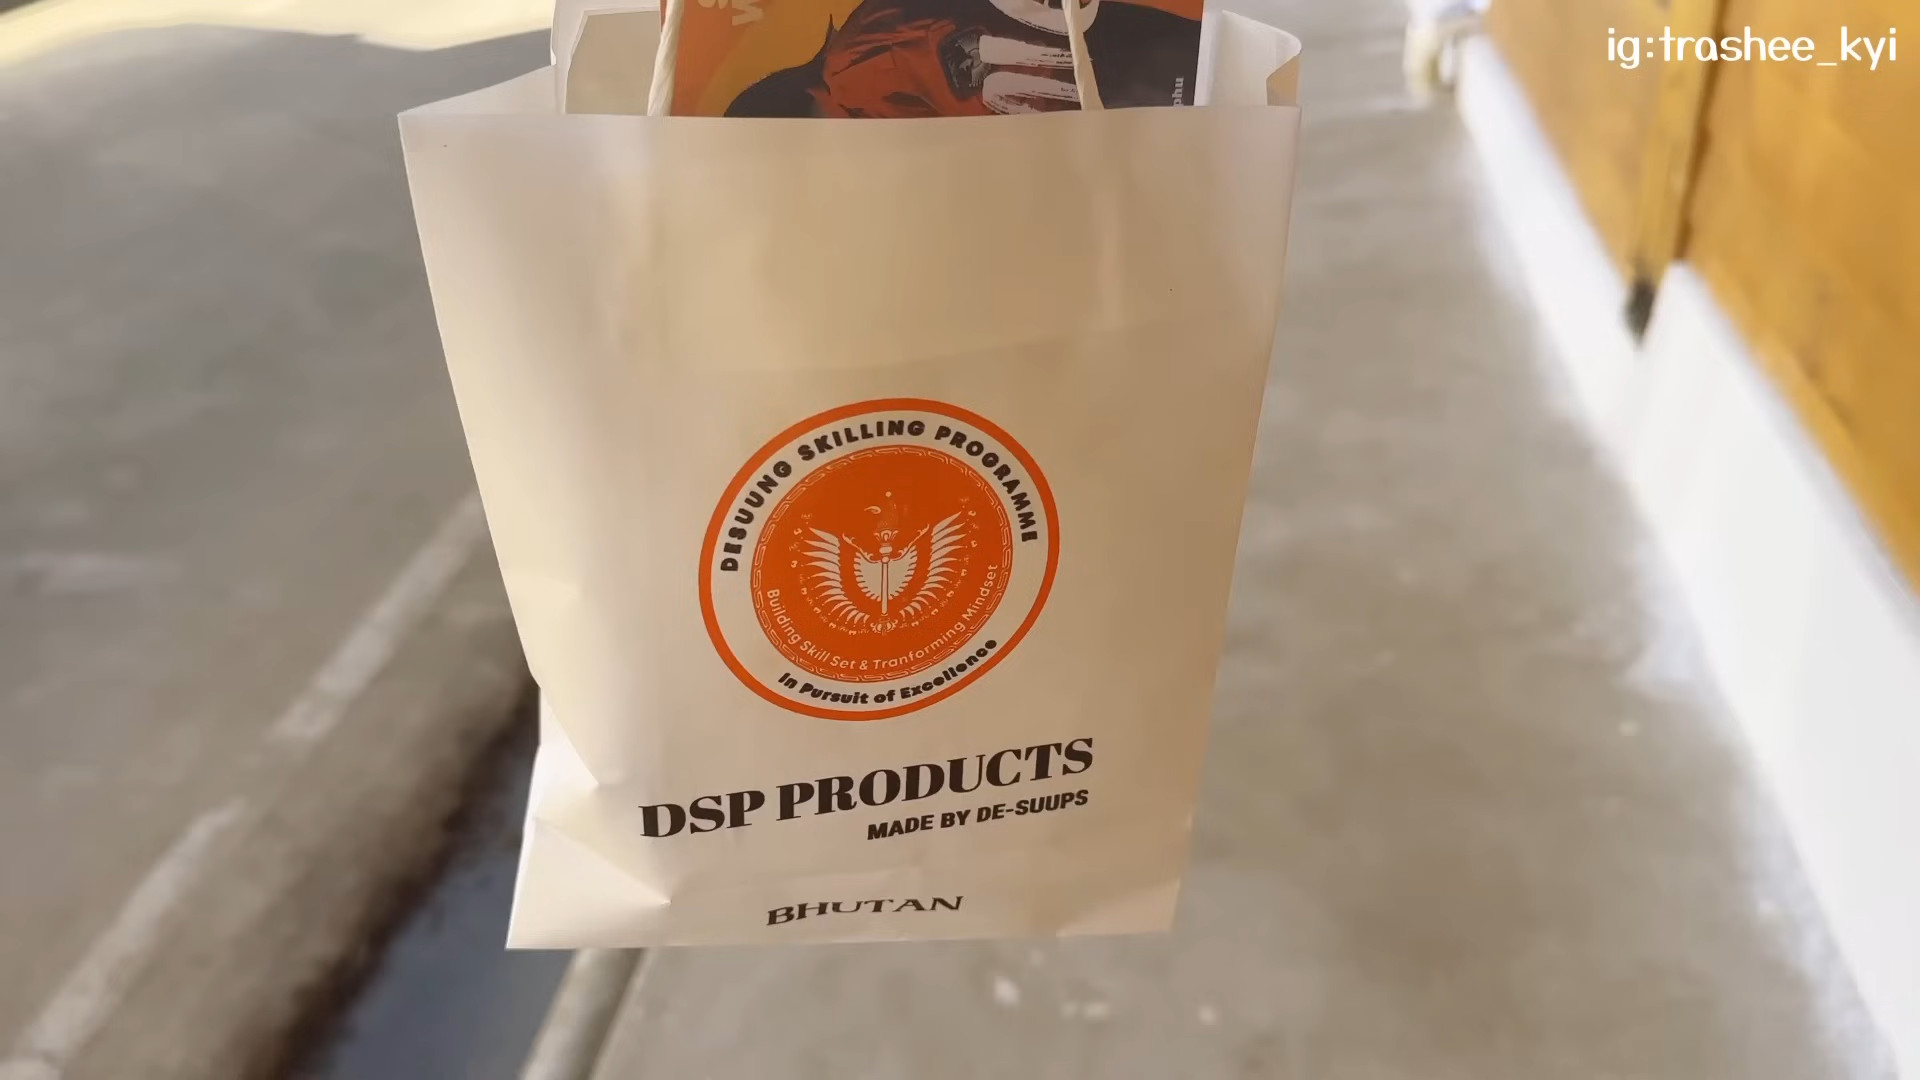 ig:trashee_kyi
phu
DESUUNG SKILLING PROGRAMME
Building Skill Set & Tranforming Mindset
In Pursuit of Excellence
DSP PRODUCTS
MADE BY DE-SUUPS
BHUTAN